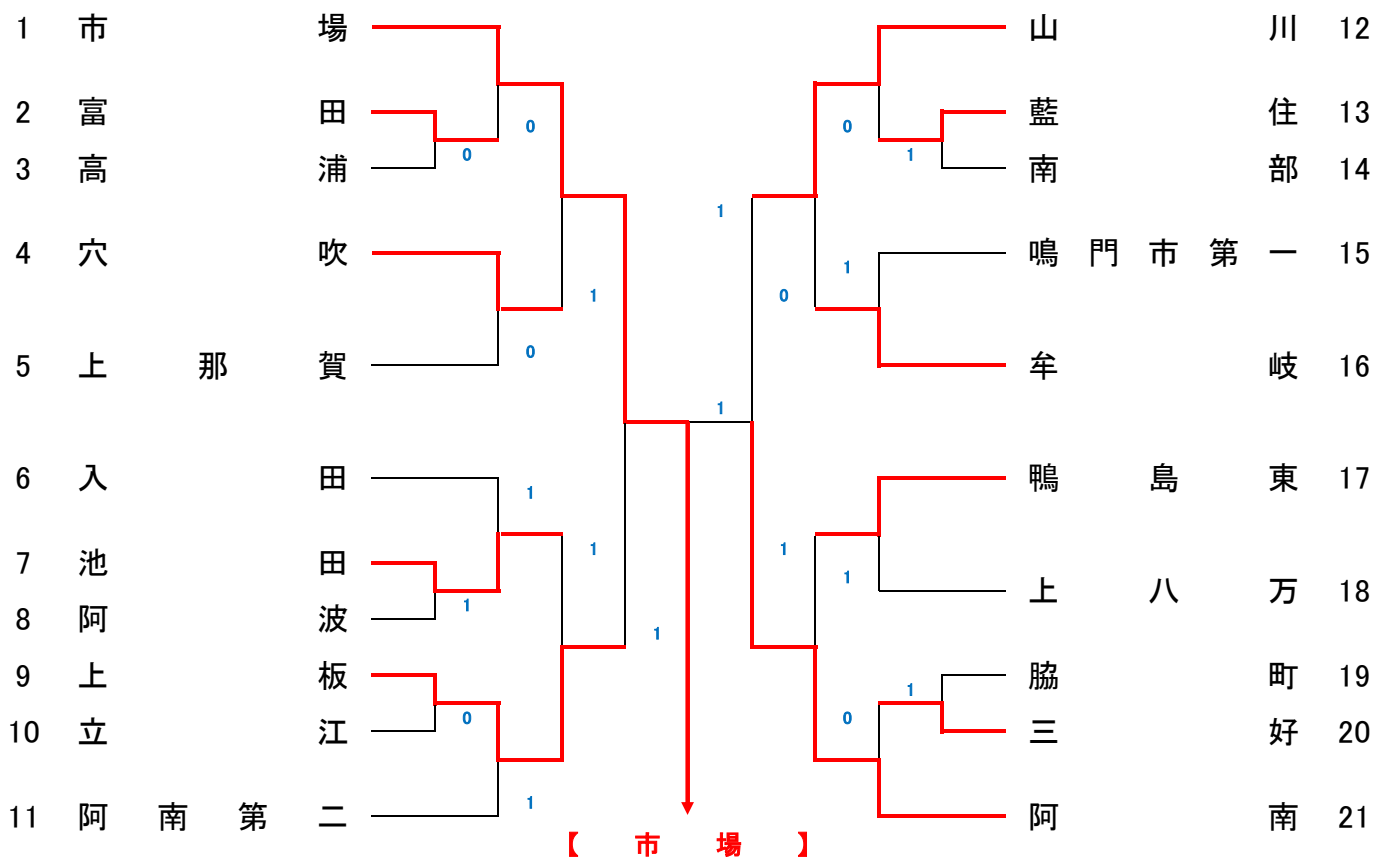 1 市場 山川 12
0 0
2 富田 藍住 13
0 1
3 高浦 南部 14
1
4 穴吹 鳴門市第一 15
1
1 0
0
5 上那賀 牟岐 16
1
6 入田 鴨島東 17
1
1 1
7 池田
1
1
上八万 18
8 阿波
1
9 上板 脇町 19
1
0 0
10 立江 三好 20
1
11 阿南第二 阿南 21
【 市場 】